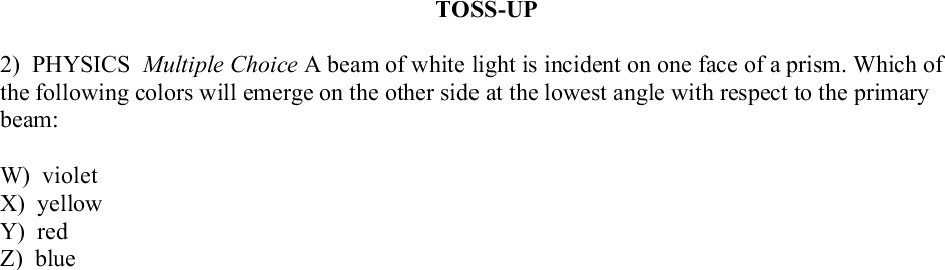 TOSS-UP
2) PHYSICS Multiple Choice A beam of white light is incident on one face of a prism. Which of
the following colors will emerge on the other side at the lowest angle with respect to the primary
beam:
W) violet
X) yellow
Y) red
Z) blue